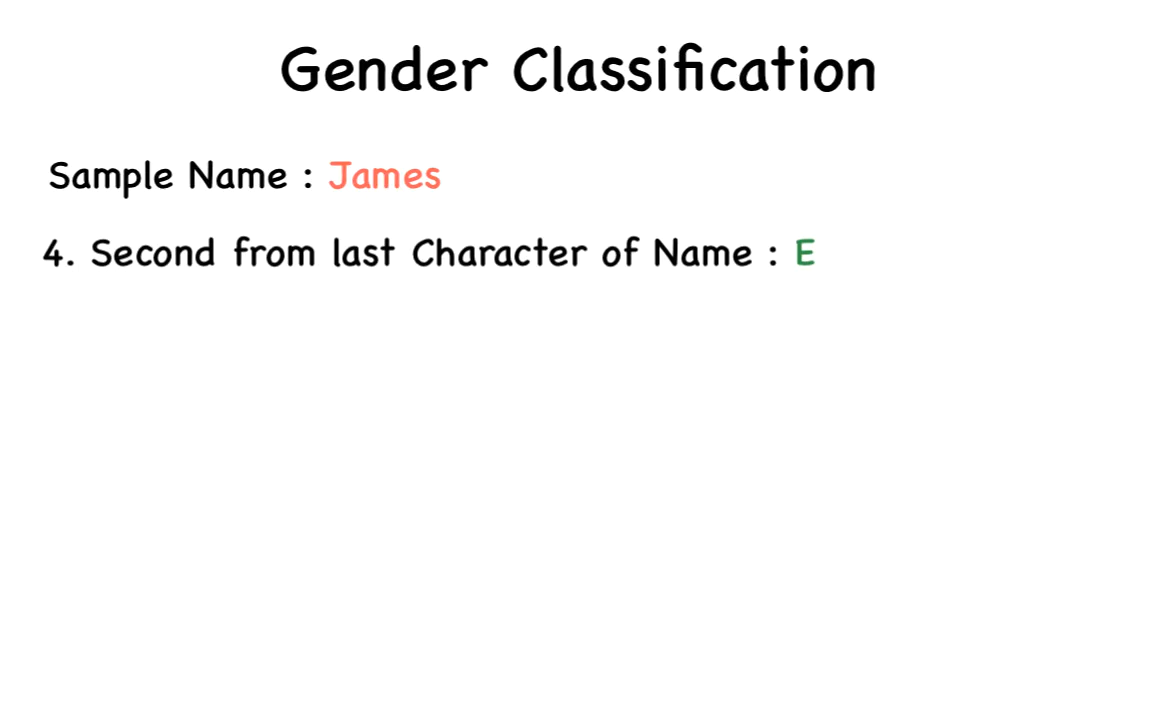 Gender Classification
Sample Name : James
4. Second from last Character of Name : E